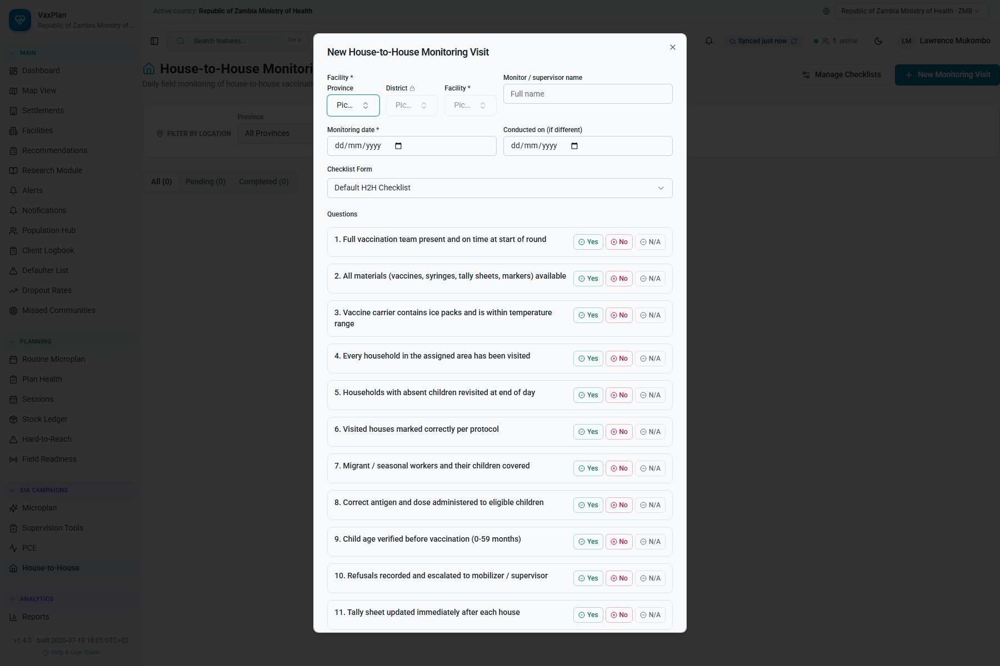 VaxPlan
Republic of Zambia Ministry of...
Active country: Republic of Zambia Ministry of Health
Republic of Zambia Ministry of Health · ZMB
Search features...
Ctrl K
Synced just now
1 online
LM
Lawrence Mukombo
MAIN
Dashboard
Map View
Settlements
Facilities
Recommendations
Research Module
Alerts
Notifications
Population Hub
Client Logbook
Defaulter List
Dropout Rates
Missed Communities
PLANNING
Routine Microplan
Plan Health
Sessions
Stock Ledger
Hard-to-Reach
Field Readiness
SIA CAMPAIGNS
Microplan
Supervision Tools
PCE
House-to-House
ANALYTICS
Reports
v1.4.0 · built 2026-07-18 18:05 UTC+02
Help & User Guide
House-to-House Monitori
Daily field monitoring of house-to-house vaccinati
Manage Checklists
New Monitoring Visit
FILTER BY LOCATION
Province
All Provinces
All (0)
Pending (0)
Completed (0)
New House-to-House Monitoring Visit
Facility *
Province
District
Facility *
Pic...
Pic...
Pic...
Monitor / supervisor name
Full name
Monitoring date *
dd/mm/yyyy
Conducted on (if different)
dd/mm/yyyy
Checklist Form
Default H2H Checklist
Questions
1. Full vaccination team present and on time at start of round
Yes No N/A
2. All materials (vaccines, syringes, tally sheets, markers) available
Yes No N/A
3. Vaccine carrier contains ice packs and is within temperature
range
Yes No N/A
4. Every household in the assigned area has been visited
Yes No N/A
5. Households with absent children revisited at end of day
Yes No N/A
6. Visited houses marked correctly per protocol
Yes No N/A
7. Migrant / seasonal workers and their children covered
Yes No N/A
8. Correct antigen and dose administered to eligible children
Yes No N/A
9. Child age verified before vaccination (0-59 months)
Yes No N/A
10. Refusals recorded and escalated to mobilizer / supervisor
Yes No N/A
11. Tally sheet updated immediately after each house
Yes No N/A